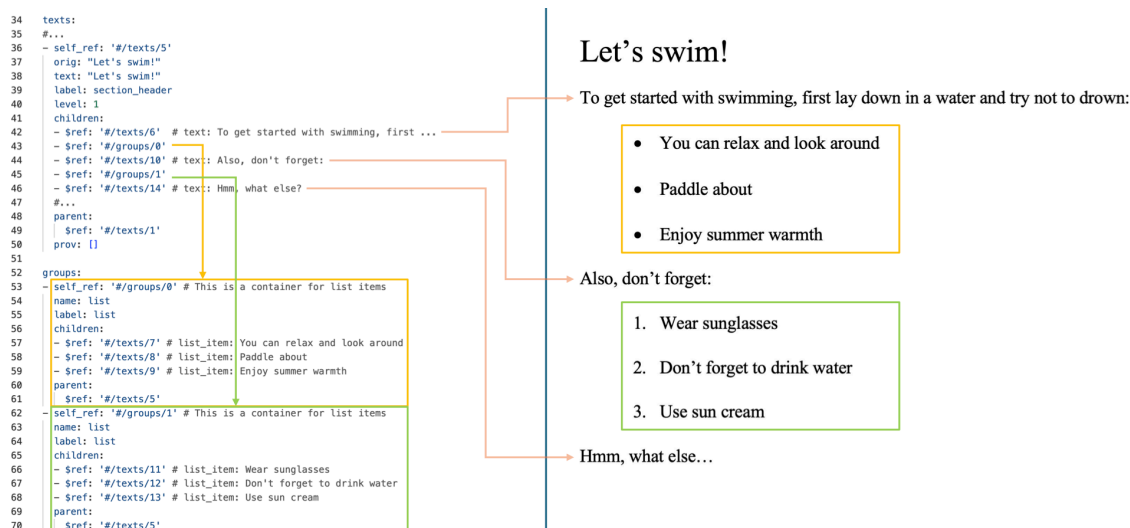 34 texts:
35 #...
36 - self_ref: '#/texts/5'
37 orig: "Let's swim!"
38 text: "Let's swim!"
39 label: section_header
40 level: 1
41 children:
42 - $ref: '#/texts/6' # text: To get started with swimming, first ...
43 - $ref: '#/groups/0'
44 - $ref: '#/texts/10' # text: Also, don't forget:
45 - $ref: '#/groups/1'
46 - $ref: '#/texts/14' # text: Hmm, what else?
47 #...
48 parent:
49 $ref: '#/texts/1'
50 prov: []
51
52 groups:
53 - self_ref: '#/groups/0' # This is a container for list items
54 name: list
55 label: list
56 children:
57 - $ref: '#/texts/7' # list_item: You can relax and look around
58 - $ref: '#/texts/8' # list_item: Paddle about
59 - $ref: '#/texts/9' # list_item: Enjoy summer warmth
60 parent:
61 $ref: '#/texts/5'
62 - self_ref: '#/groups/1' # This is a container for list items
63 name: list
64 label: list
65 children:
66 - $ref: '#/texts/11' # list_item: Wear sunglasses
67 - $ref: '#/texts/12' # list_item: Don't forget to drink water
68 - $ref: '#/texts/13' # list_item: Use sun cream
69 parent:
70 $ref: '#/texts/5'
Let's swim!
To get started with swimming, first lay down in a water and try not to drown:
• You can relax and look around
• Paddle about
• Enjoy summer warmth
Also, don't forget:
1. Wear sunglasses
2. Don't forget to drink water
3. Use sun cream
Hmm, what else…